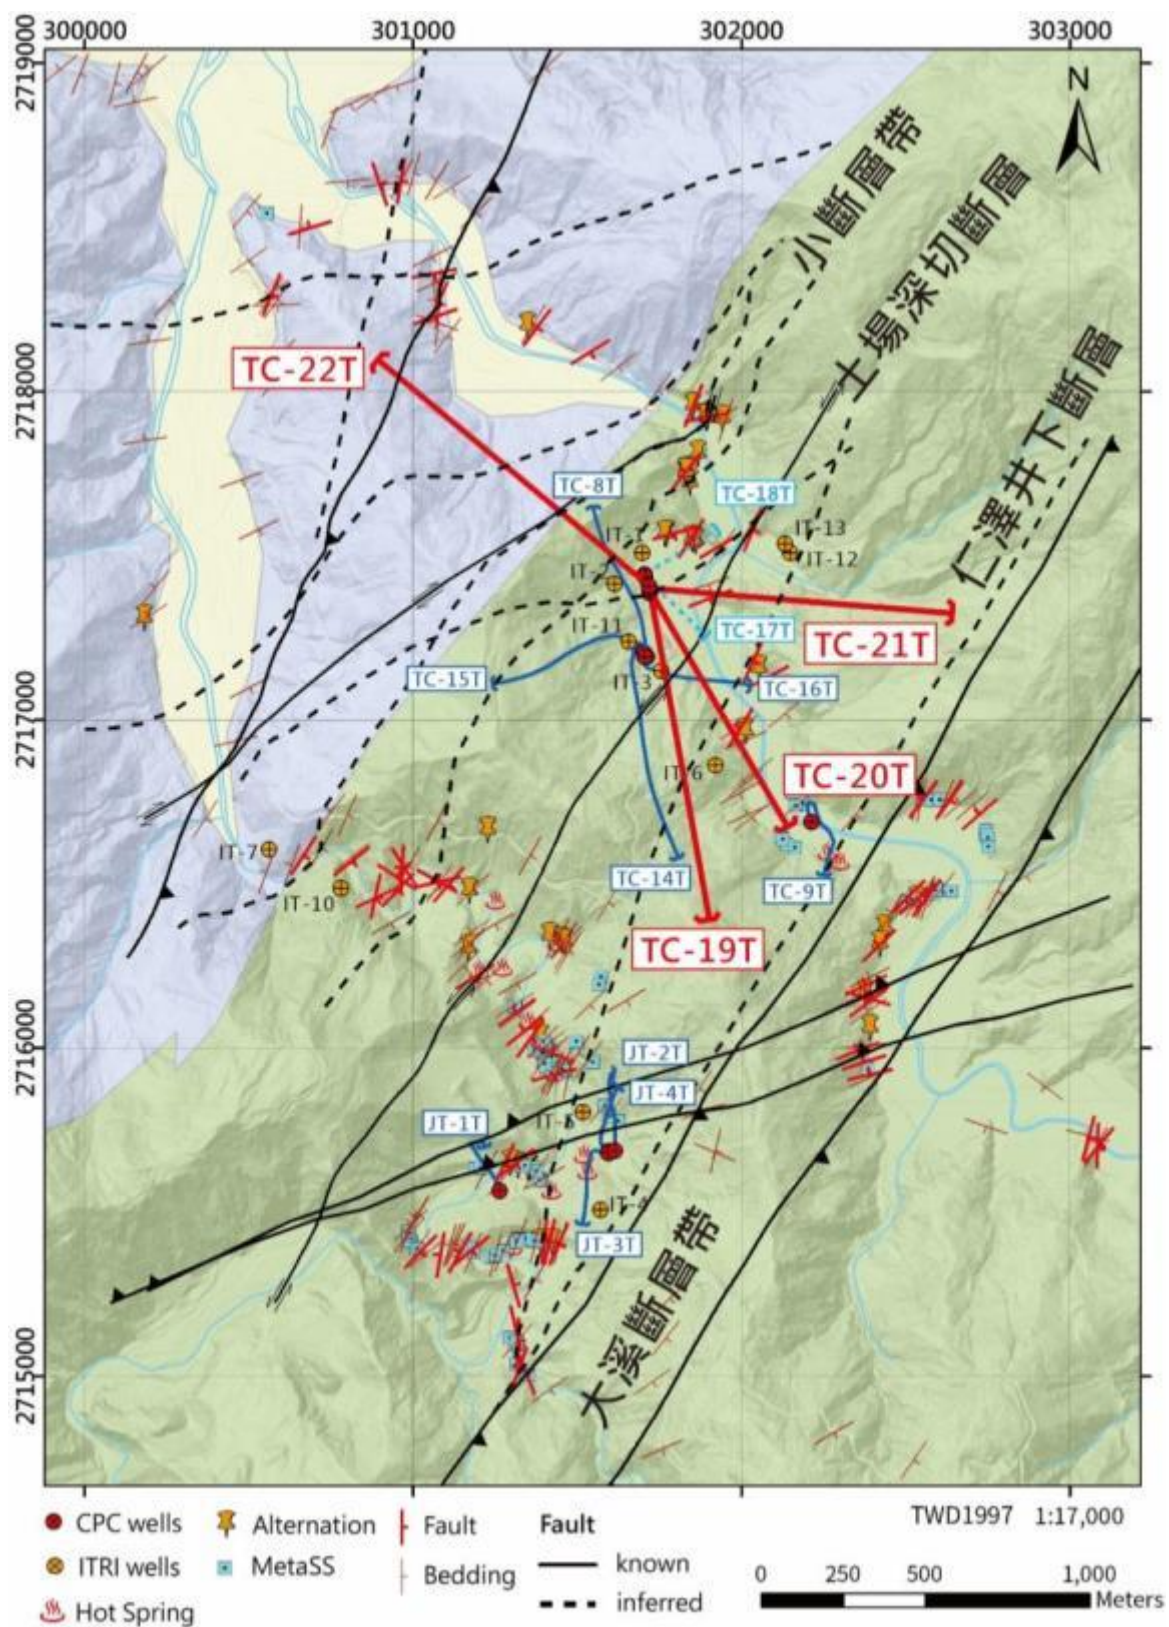 300000
301000
302000
303000
2719000
N
小斷層帶
土場深切斷層
仁澤井下斷層
2718000
TC-22T
TC-8T
TC-18T
IT-1
IT-13
IT-12
IT-2
TC-17T
IT-11
TC-21T
TC-15T
IT-3
TC-16T
2717000
IT-6
TC-20T
IT-7
TC-14T
TC-9T
IT-10
TC-19T
2716000
JT-2T
JT-4T
JT-1T
JT-3T
大溪斷層帶
2715000
CPC wells
Alternation
Fault
Fault
TWD1997 1:17,000
ITRI wells
MetaSS
Bedding
known
0 250 500 1,000
Meters
Hot Spring
inferred